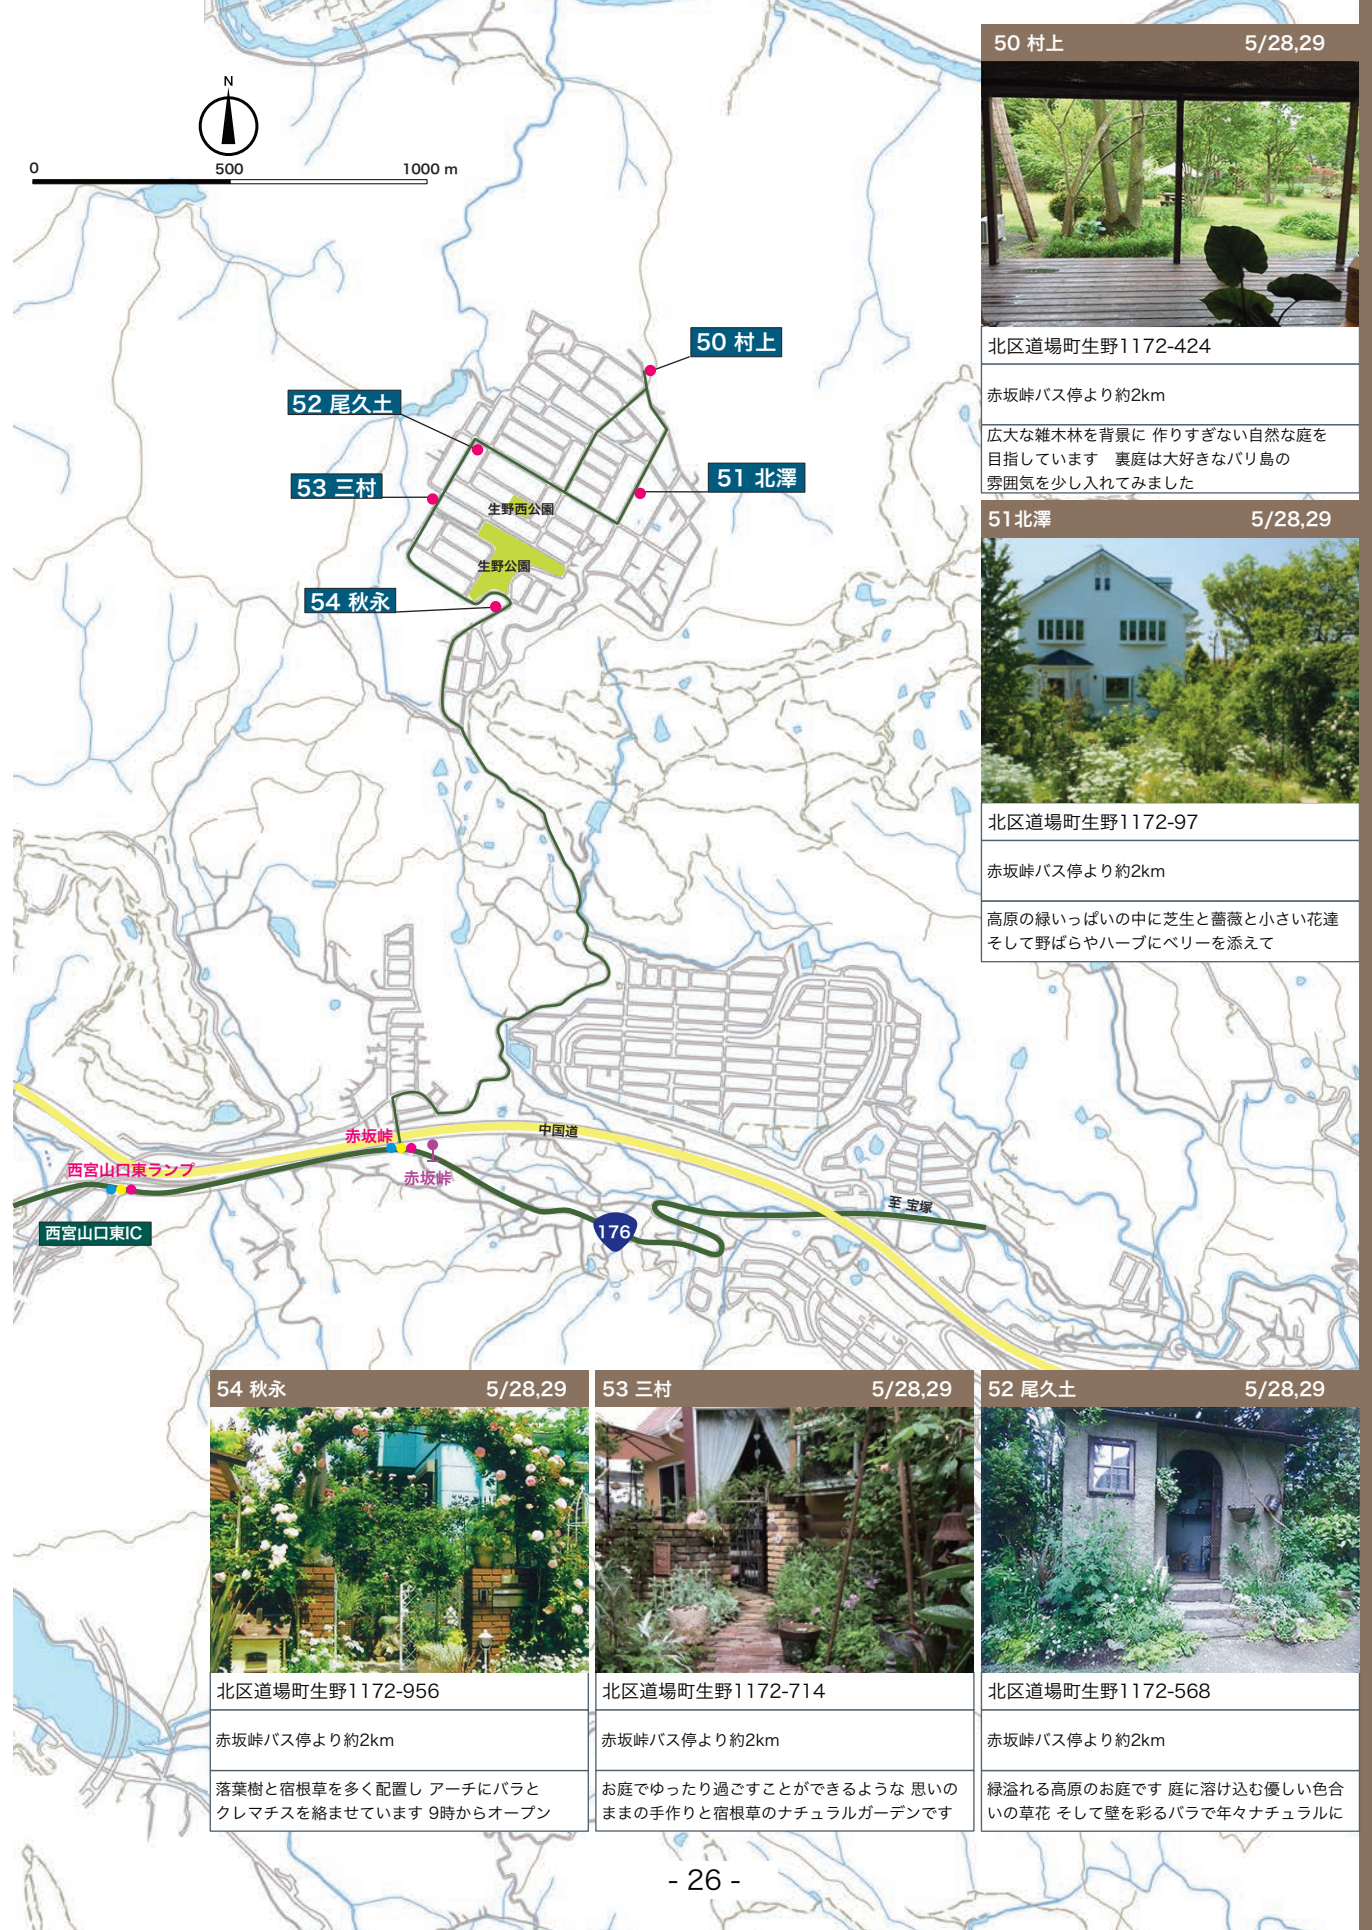 N
0 500 1000 m
50 村上
52 尾久土
53 三村
51 北澤
生野西公園
生野公園
54 秋永
赤坂峠
中国道
西宮山口東ランプ
赤坂峠
至 宝塚
176
西宮山口東IC
50 村上 5/28,29
北区道場町生野1172-424
赤坂峠バス停より約2km
広大な雑木林を背景に 作りすぎない自然な庭を
目指しています　裏庭は大好きなバリ島の
雰囲気を少し入れてみました
51北澤 5/28,29
北区道場町生野1172-97
赤坂峠バス停より約2km
高原の緑いっぱいの中に芝生と薔薇と小さい花達
そして野ばらやハーブにベリーを添えて
54 秋永 5/28,29
北区道場町生野1172-956
赤坂峠バス停より約2km
落葉樹と宿根草を多く配置し アーチにバラと
クレマチスを絡ませています 9時からオープン
53 三村 5/28,29
北区道場町生野1172-714
赤坂峠バス停より約2km
お庭でゆったり過ごすことができるような 思いの
ままの手作りと宿根草のナチュラルガーデンです
52 尾久土 5/28,29
北区道場町生野1172-568
赤坂峠バス停より約2km
緑溢れる高原のお庭です 庭に溶け込む優しい色合
いの草花 そして壁を彩るバラで年々ナチュラルに
- 26 -